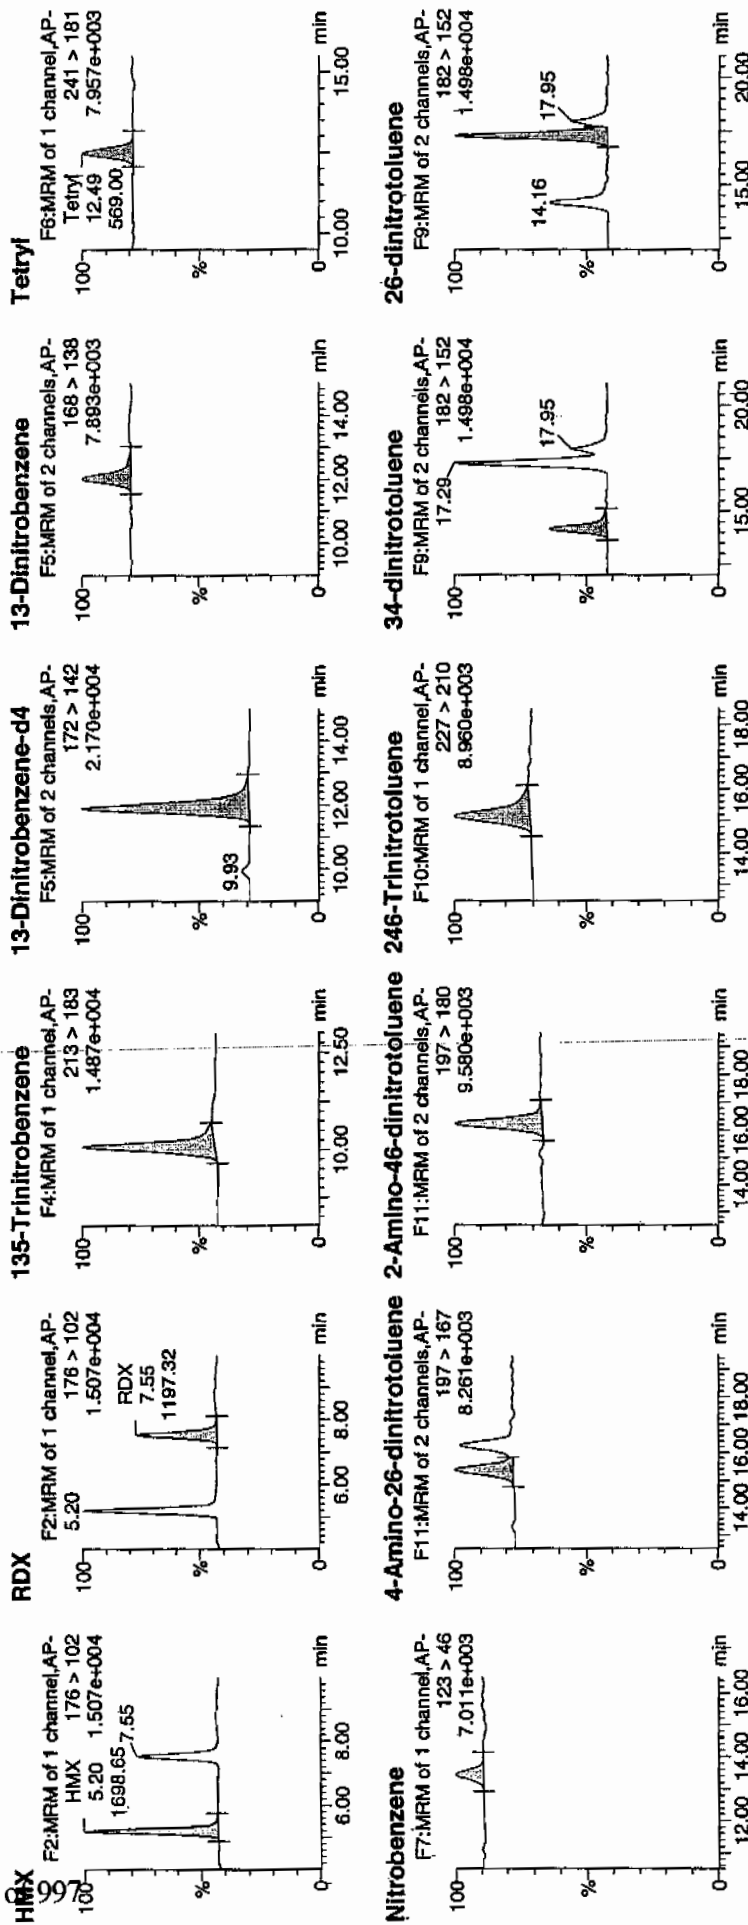 HMX
F2:MRM of 1 channel,AP-
176 > 102
1.507e+004
HMX
5.20
1698.65
7.55
100
%
0
6.00 8.00
min
RDX
F2:MRM of 1 channel,AP-
176 > 102
1.507e+004
5.20
RDX
7.55
1197.32
100
%
0
6.00 8.00
min
135-Trinitrobenzene
F4:MRM of 1 channel,AP-
213 > 183
1.487e+004
100
%
0
10.00 12.50
min
13-Dinitrobenzene-d4
F5:MRM of 2 channels,AP-
172 > 142
2.170e+004
9.93
100
%
0
10.00 12.00 14.00
min
13-Dinitrobenzene
F5:MRM of 2 channels,AP-
168 > 138
7.893e+003
100
%
0
10.00 12.00 14.00
min
Tetryl
F6:MRM of 1 channel,AP-
241 > 181
7.957e+003
Tetryl
12.49
569.00
100
%
0
10.00 15.00
min
Nitrobenzene
F7:MRM of 1 channel,AP-
123 > 46
7.011e+003
100
%
0
12.00 14.00 16.00
min
4-Amino-26-dinitrotoluene
F11:MRM of 2 channels,AP-
197 > 167
8.261e+003
100
%
0
14.00 16.00 18.00
min
2-Amino-46-dinitrotoluene
F11:MRM of 2 channels,AP-
197 > 180
9.580e+003
100
%
0
14.00 16.00 18.00
min
246-Trinitrotoluene
F10:MRM of 1 channel,AP-
227 > 210
8.960e+003
100
%
0
14.00 16.00 18.00
min
34-dinitrotoluene
F9:MRM of 2 channels,AP-
182 > 152
1.498e+004
17.29
17.95
100
%
0
15.00 20.00
min
26-dinitrotoluene
F9:MRM of 2 channels,AP-
182 > 152
1.498e+004
14.16
17.95
100
%
0
15.00 20.00
min
997